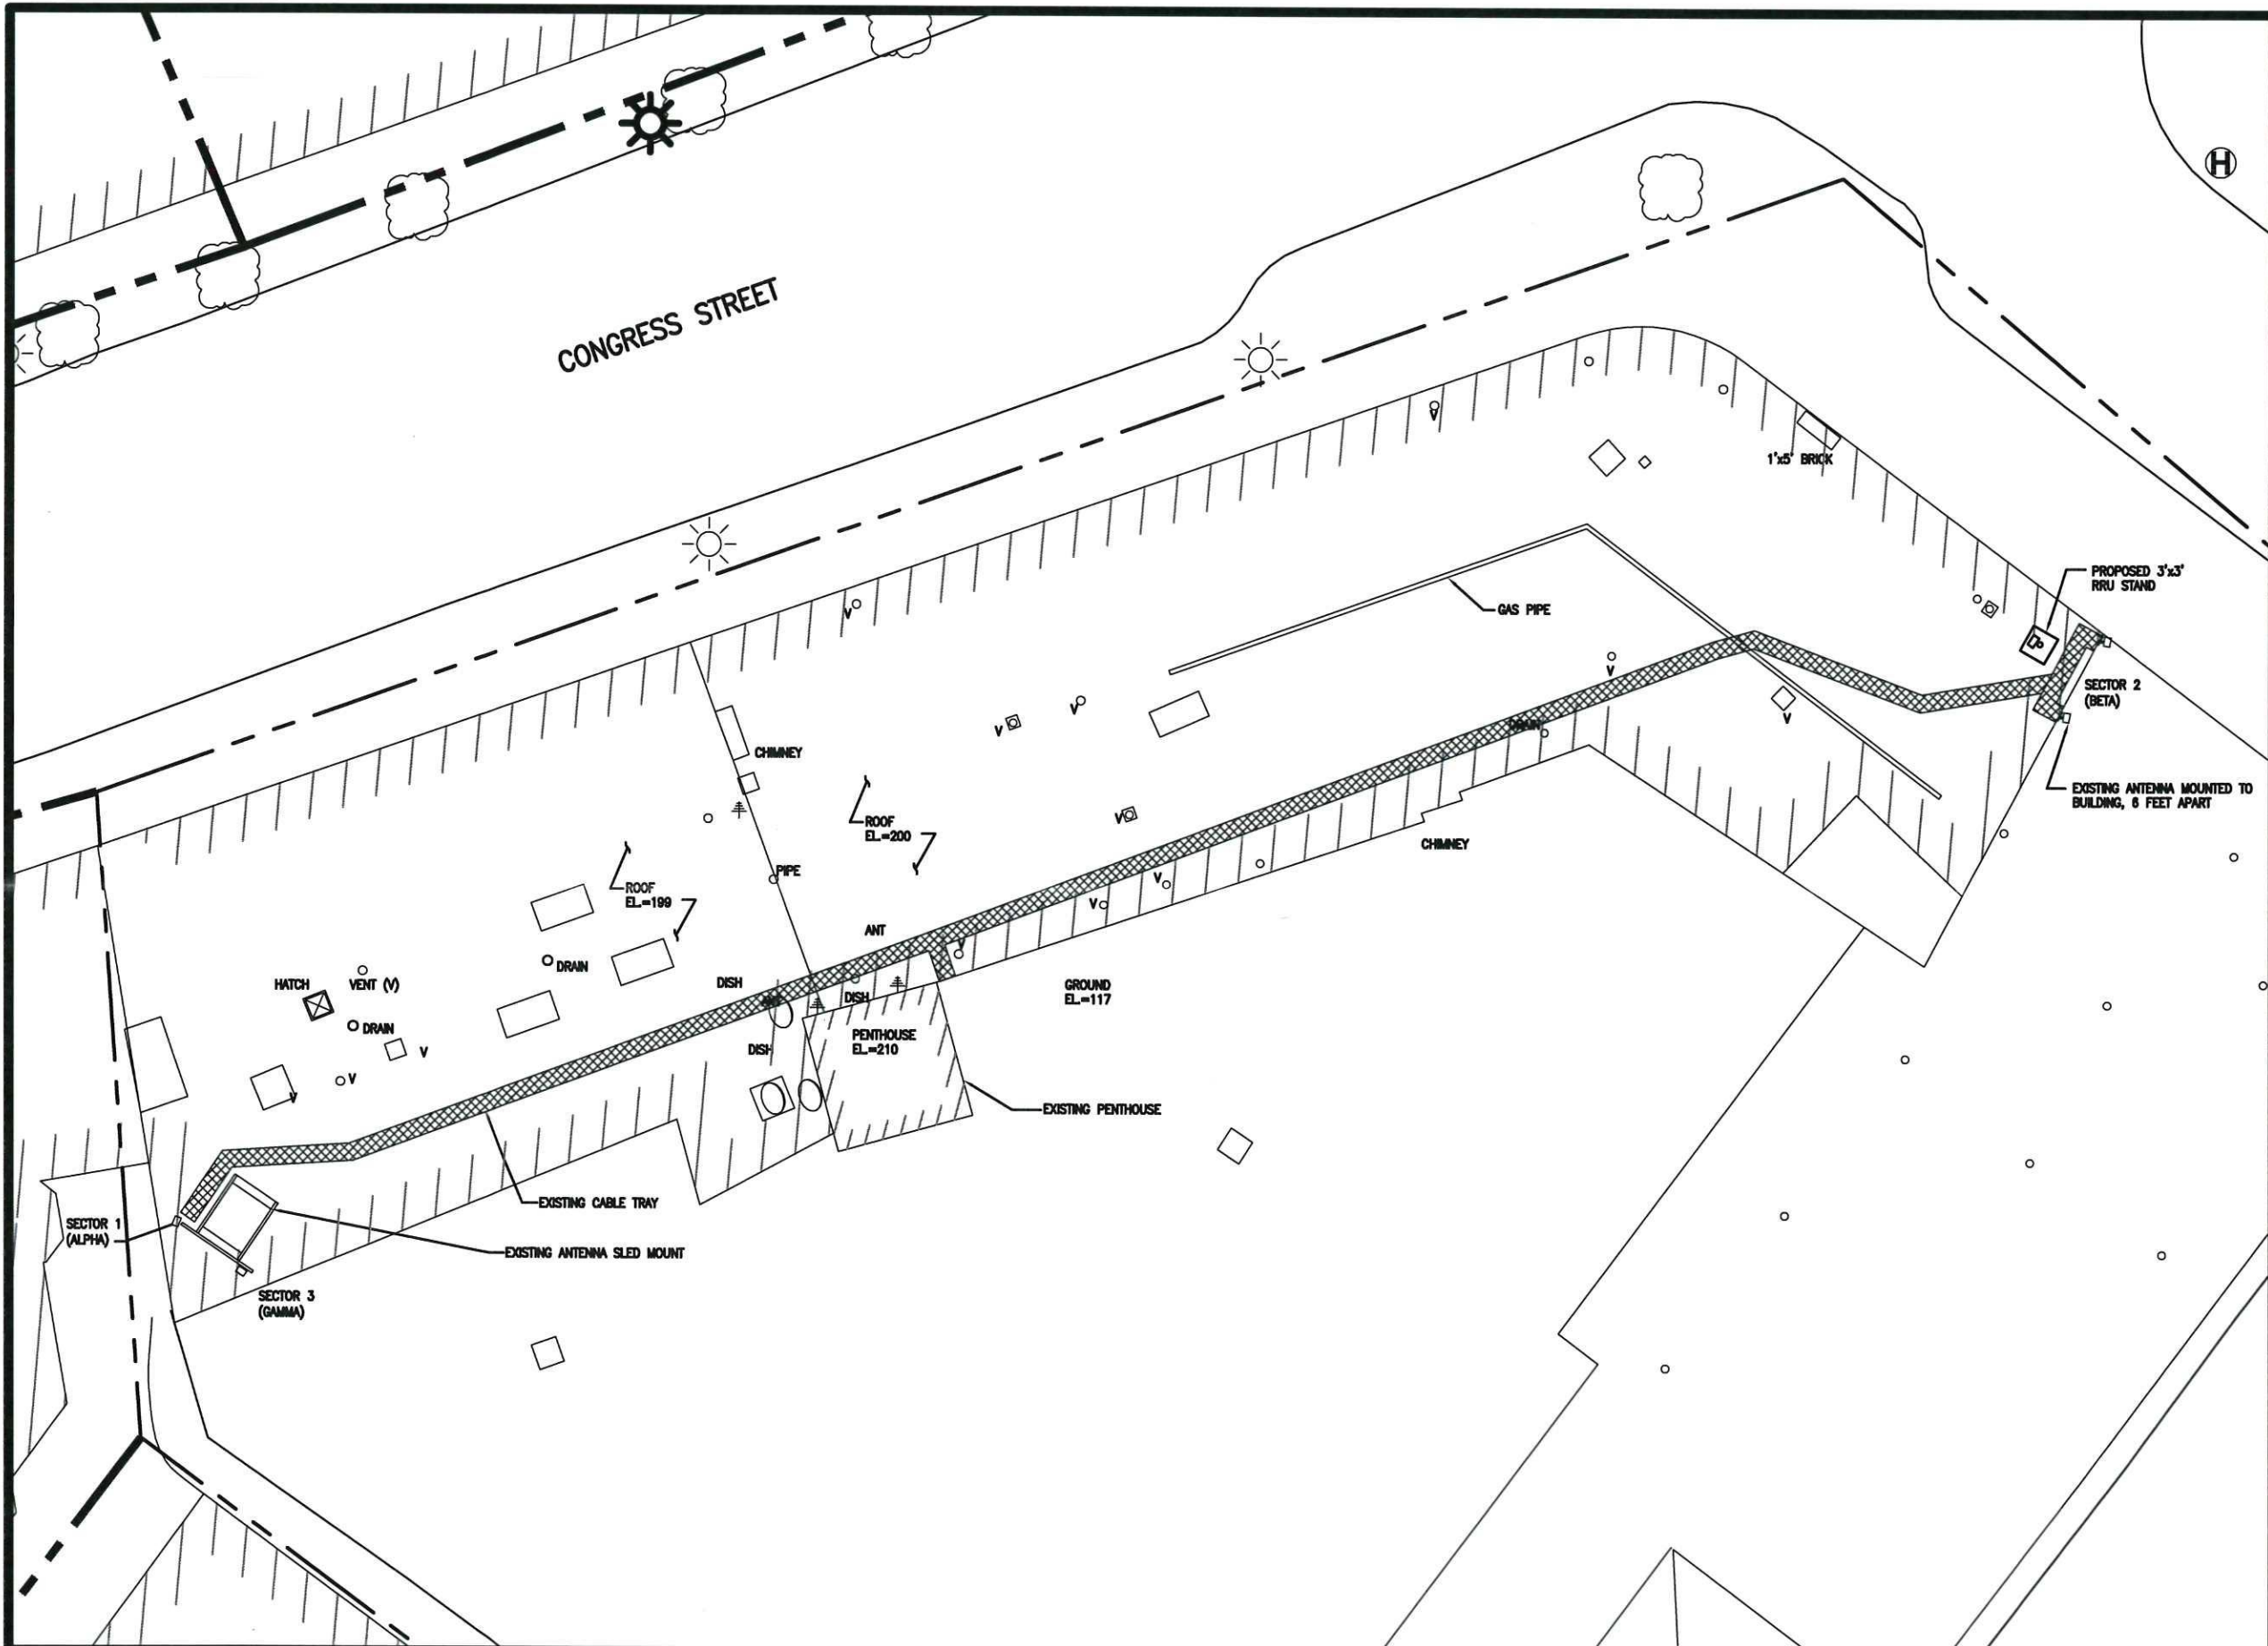 H
CONGRESS STREET
V
1'x5' BRICK
PROPOSED 3'x3'
RRU STAND
V
GAS PIPE
V
SECTOR 2
(BETA)
V
V
V
DRAIN
CHIMNEY
EXISTING ANTENNA MOUNTED TO
BUILDING, 6 FEET APART
ROOF
EL.=200
V
CHIMNEY
PIPE
ROOF
EL.=199
V
V
ANT
V
DRAIN
HATCH
VENT (V)
DISH
ANT
DISH
GROUND
EL.=117
DRAIN
V
DISH
PENTHOUSE
EL.=210
V
V
EXISTING PENTHOUSE
EXISTING CABLE TRAY
SECTOR 1
(ALPHA)
EXISTING ANTENNA SLED MOUNT
SECTOR 3
(GAMMA)